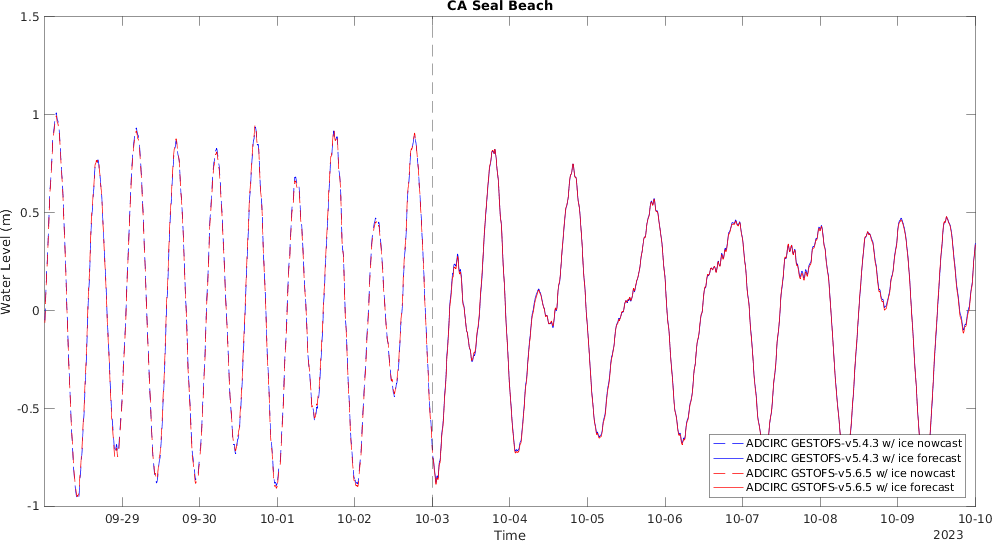 CA Seal Beach
1.5
1
0.5
0
-0.5
-1
Water Level (m)
09-29 09-30 10-01 10-02 10-03 10-04 10-05 10-06 10-07 10-08 10-09 10-10
Time
2023
ADCIRC GESTOFS-v5.4.3 w/ ice nowcast
ADCIRC GESTOFS-v5.4.3 w/ ice forecast
ADCIRC GSTOFS-v5.6.5 w/ ice nowcast
ADCIRC GSTOFS-v5.6.5 w/ ice forecast